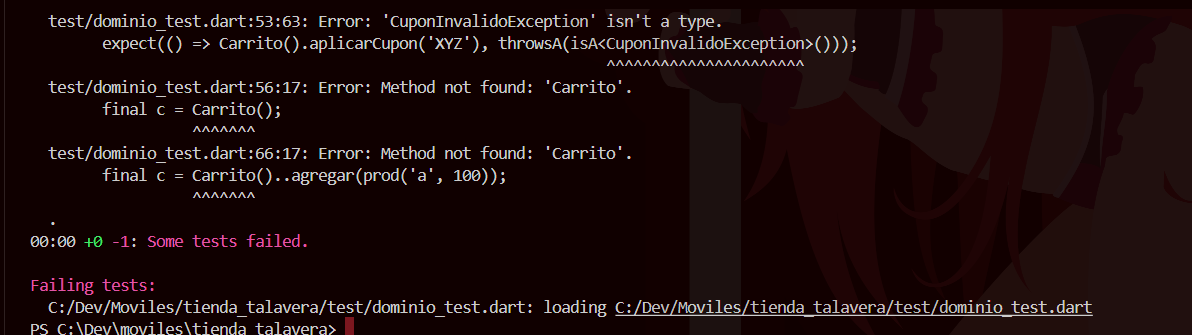 test/dominio_test.dart:53:63: Error: 'CuponInvalidoException' isn't a type.
expect(() => Carrito().aplicarCupon('XYZ'), throwsA(isA<CuponInvalidoException>()));
^^^^^^^^^^^^^^^^^^^^^^
test/dominio_test.dart:56:17: Error: Method not found: 'Carrito'.
final c = Carrito();
^^^^^^^
test/dominio_test.dart:66:17: Error: Method not found: 'Carrito'.
final c = Carrito()..agregar(prod('a', 100));
^^^^^^^
.
00:00 +0 -1: Some tests failed.
Failing tests:
C:/Dev/Moviles/tienda_talavera/test/dominio_test.dart: loading C:/Dev/Moviles/tienda_talavera/test/dominio_test.dart
PS C:\Dev\moviles\tienda_talavera>